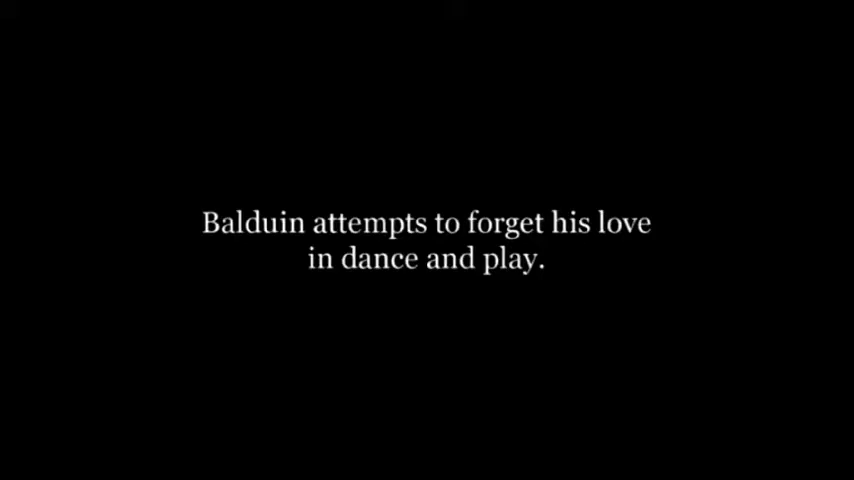 Balduin attempts to forget his love
in dance and play.